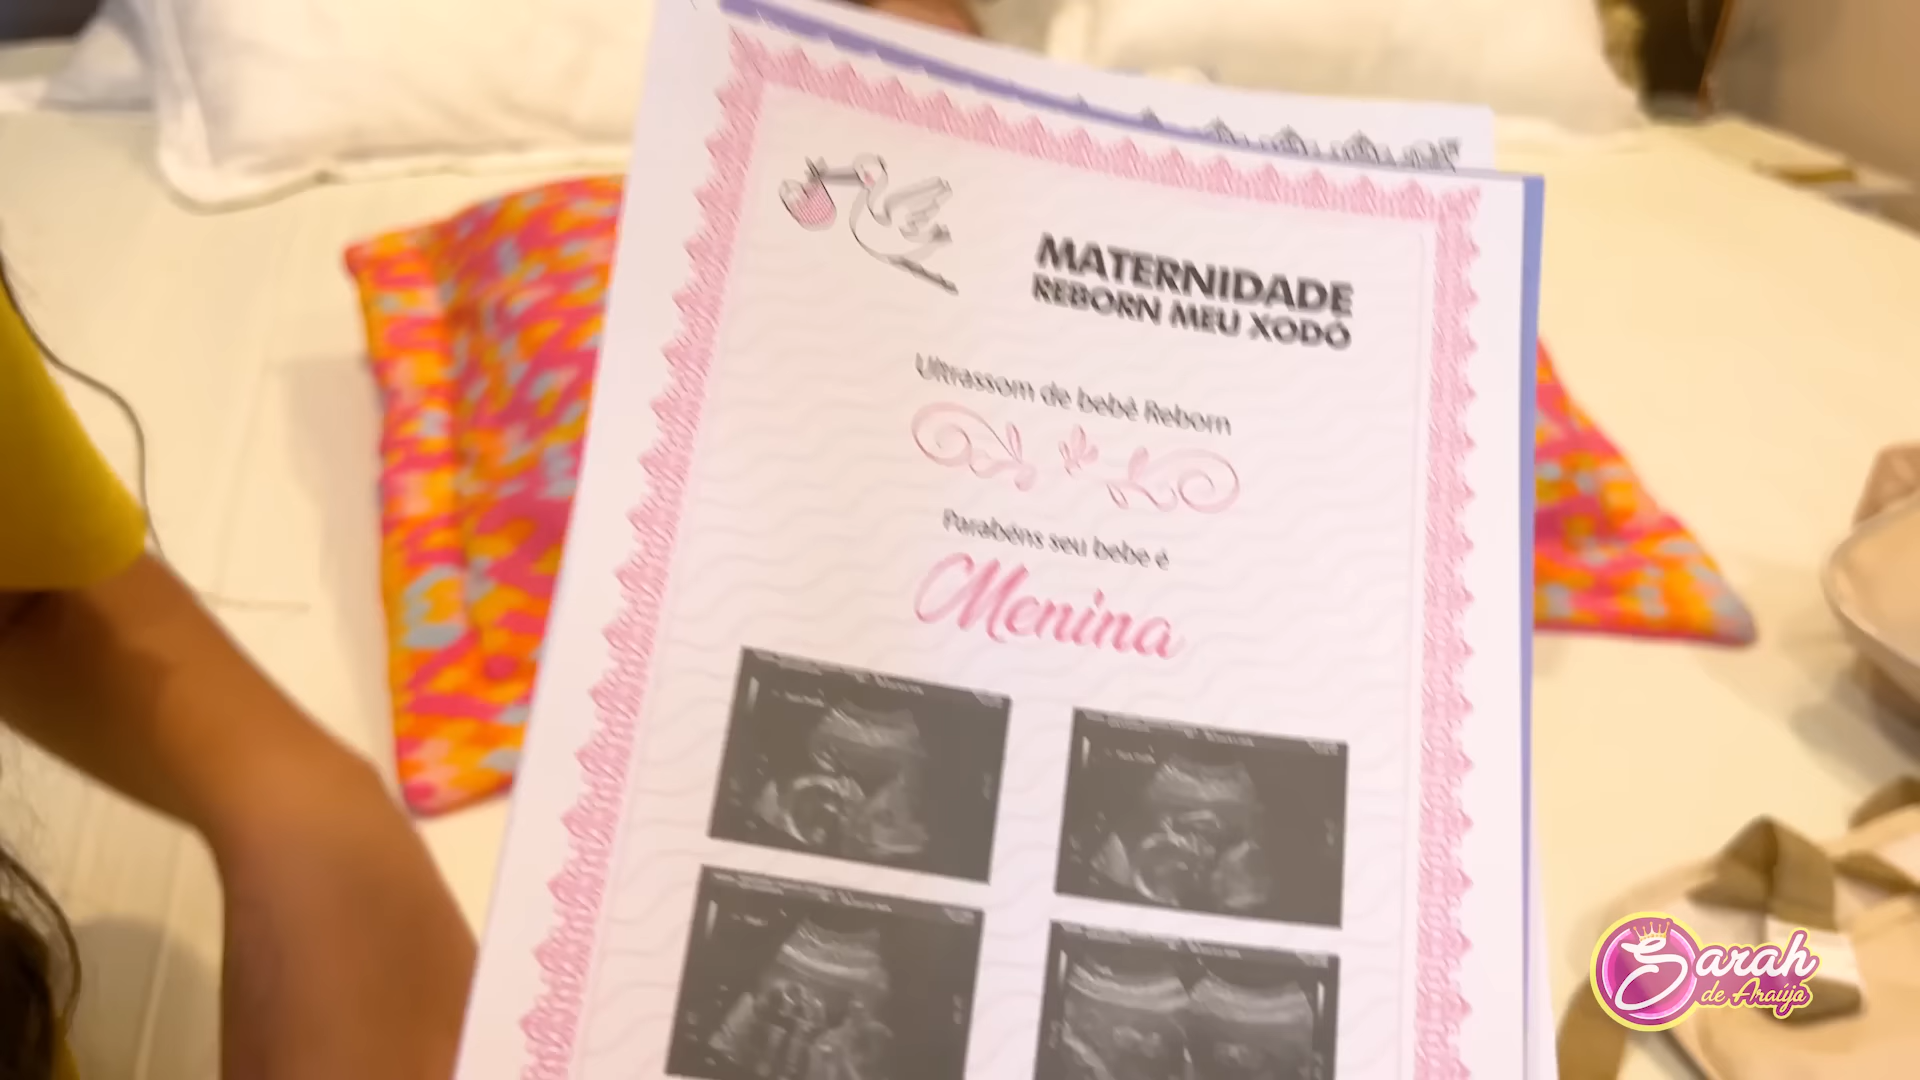 MATERNIDADE
REBORN MEU XODÓ
Ultrassom de bebê Reborn
Parabéns seu bebe é
Menina
Sarah
de Araújo